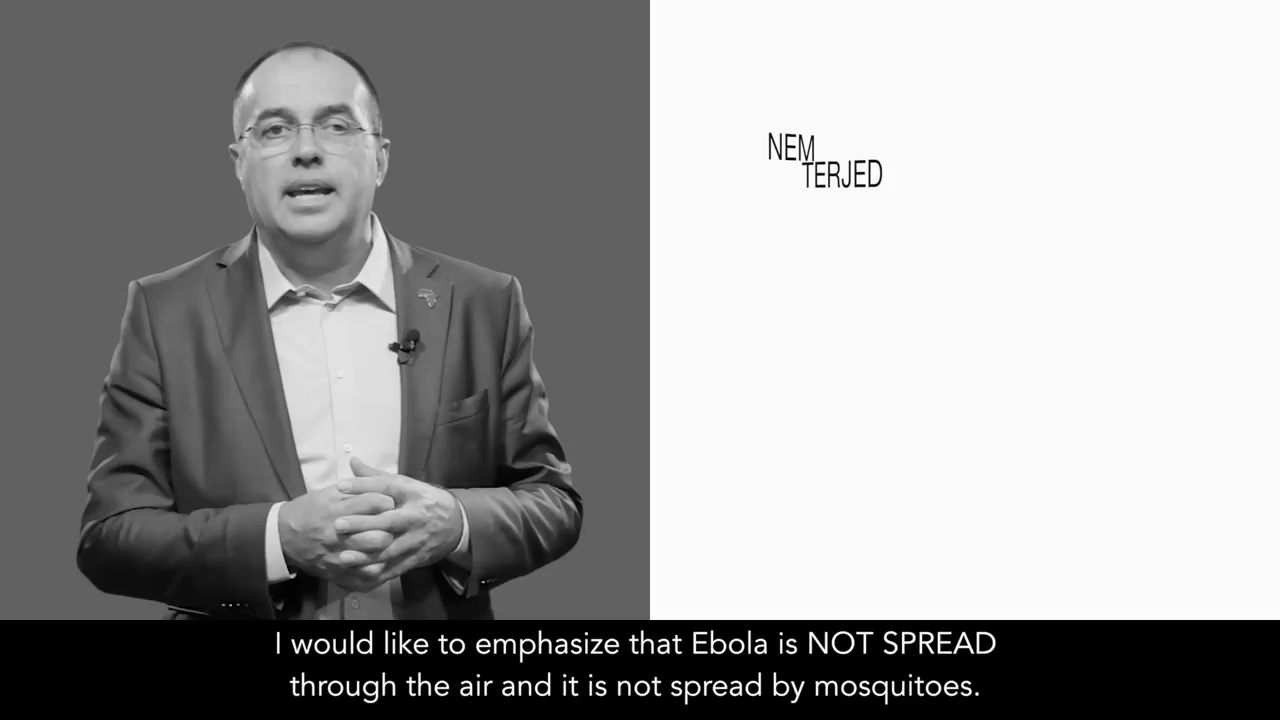 NEM
TERJED
I would like to emphasize that Ebola is NOT SPREAD
through the air and it is not spread by mosquitoes.